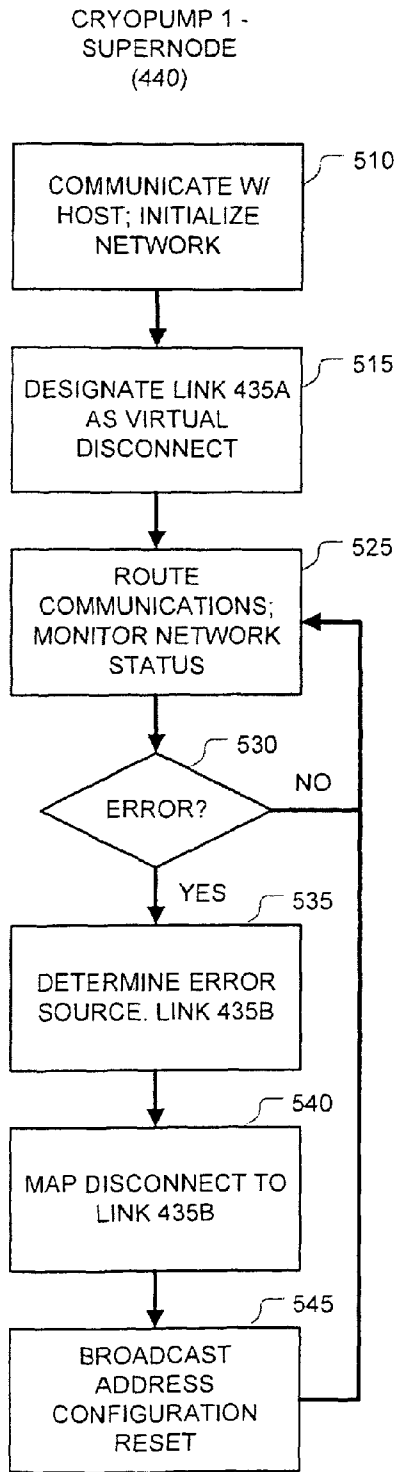 CRYOPUMP 1 -
SUPERNODE
(440)
510
COMMUNICATE W/
HOST; INITIALIZE
NETWORK
515
DESIGNATE LINK 435A
AS VIRTUAL
DISCONNECT
525
ROUTE
COMMUNICATIONS;
MONITOR NETWORK
STATUS
530
ERROR?
NO
YES
535
DETERMINE ERROR
SOURCE. LINK 435B
540
MAP DISCONNECT TO
LINK 435B
545
BROADCAST
ADDRESS
CONFIGURATION
RESET